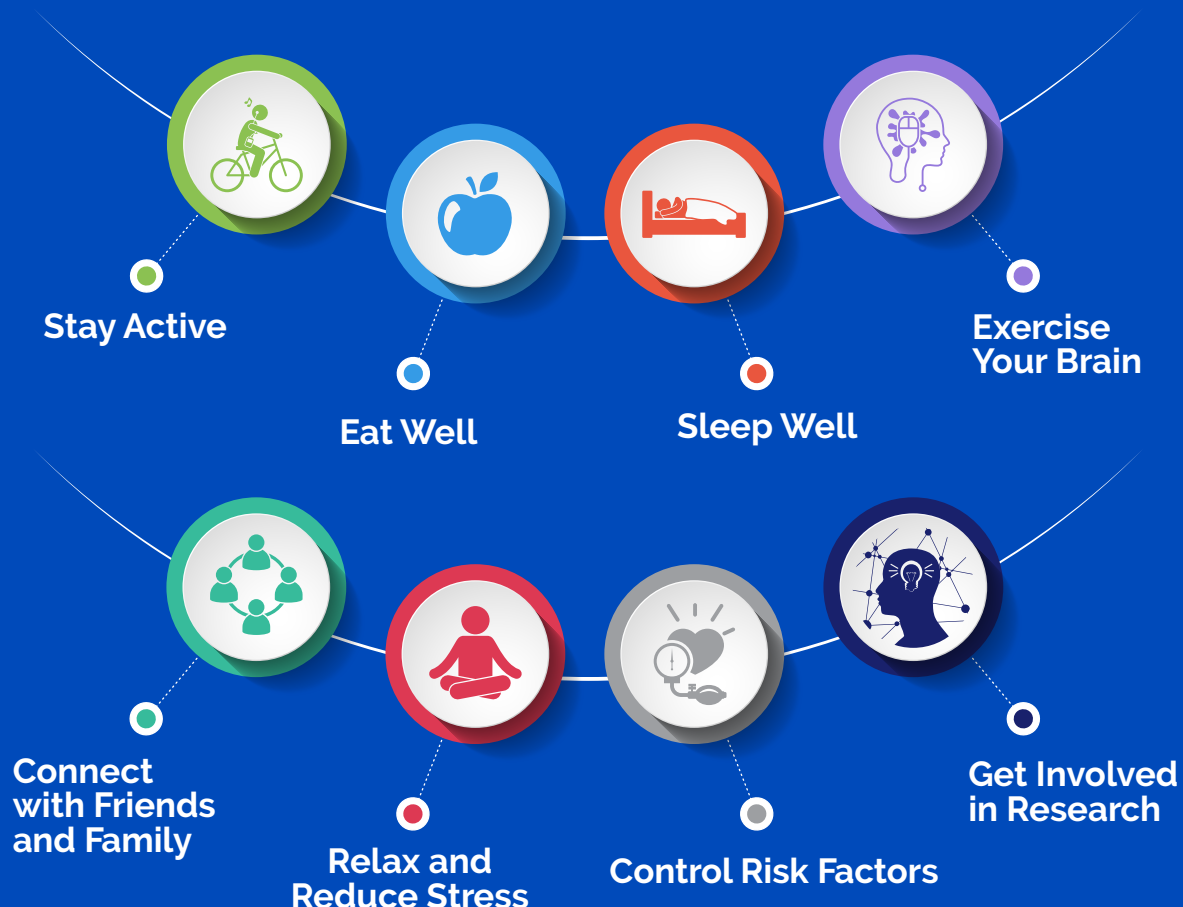 Stay Active
Eat Well
Sleep Well
Exercise
Your Brain
Connect
with Friends
and Family
Relax and
Reduce Stress
Control Risk Factors
Get Involved
in Research